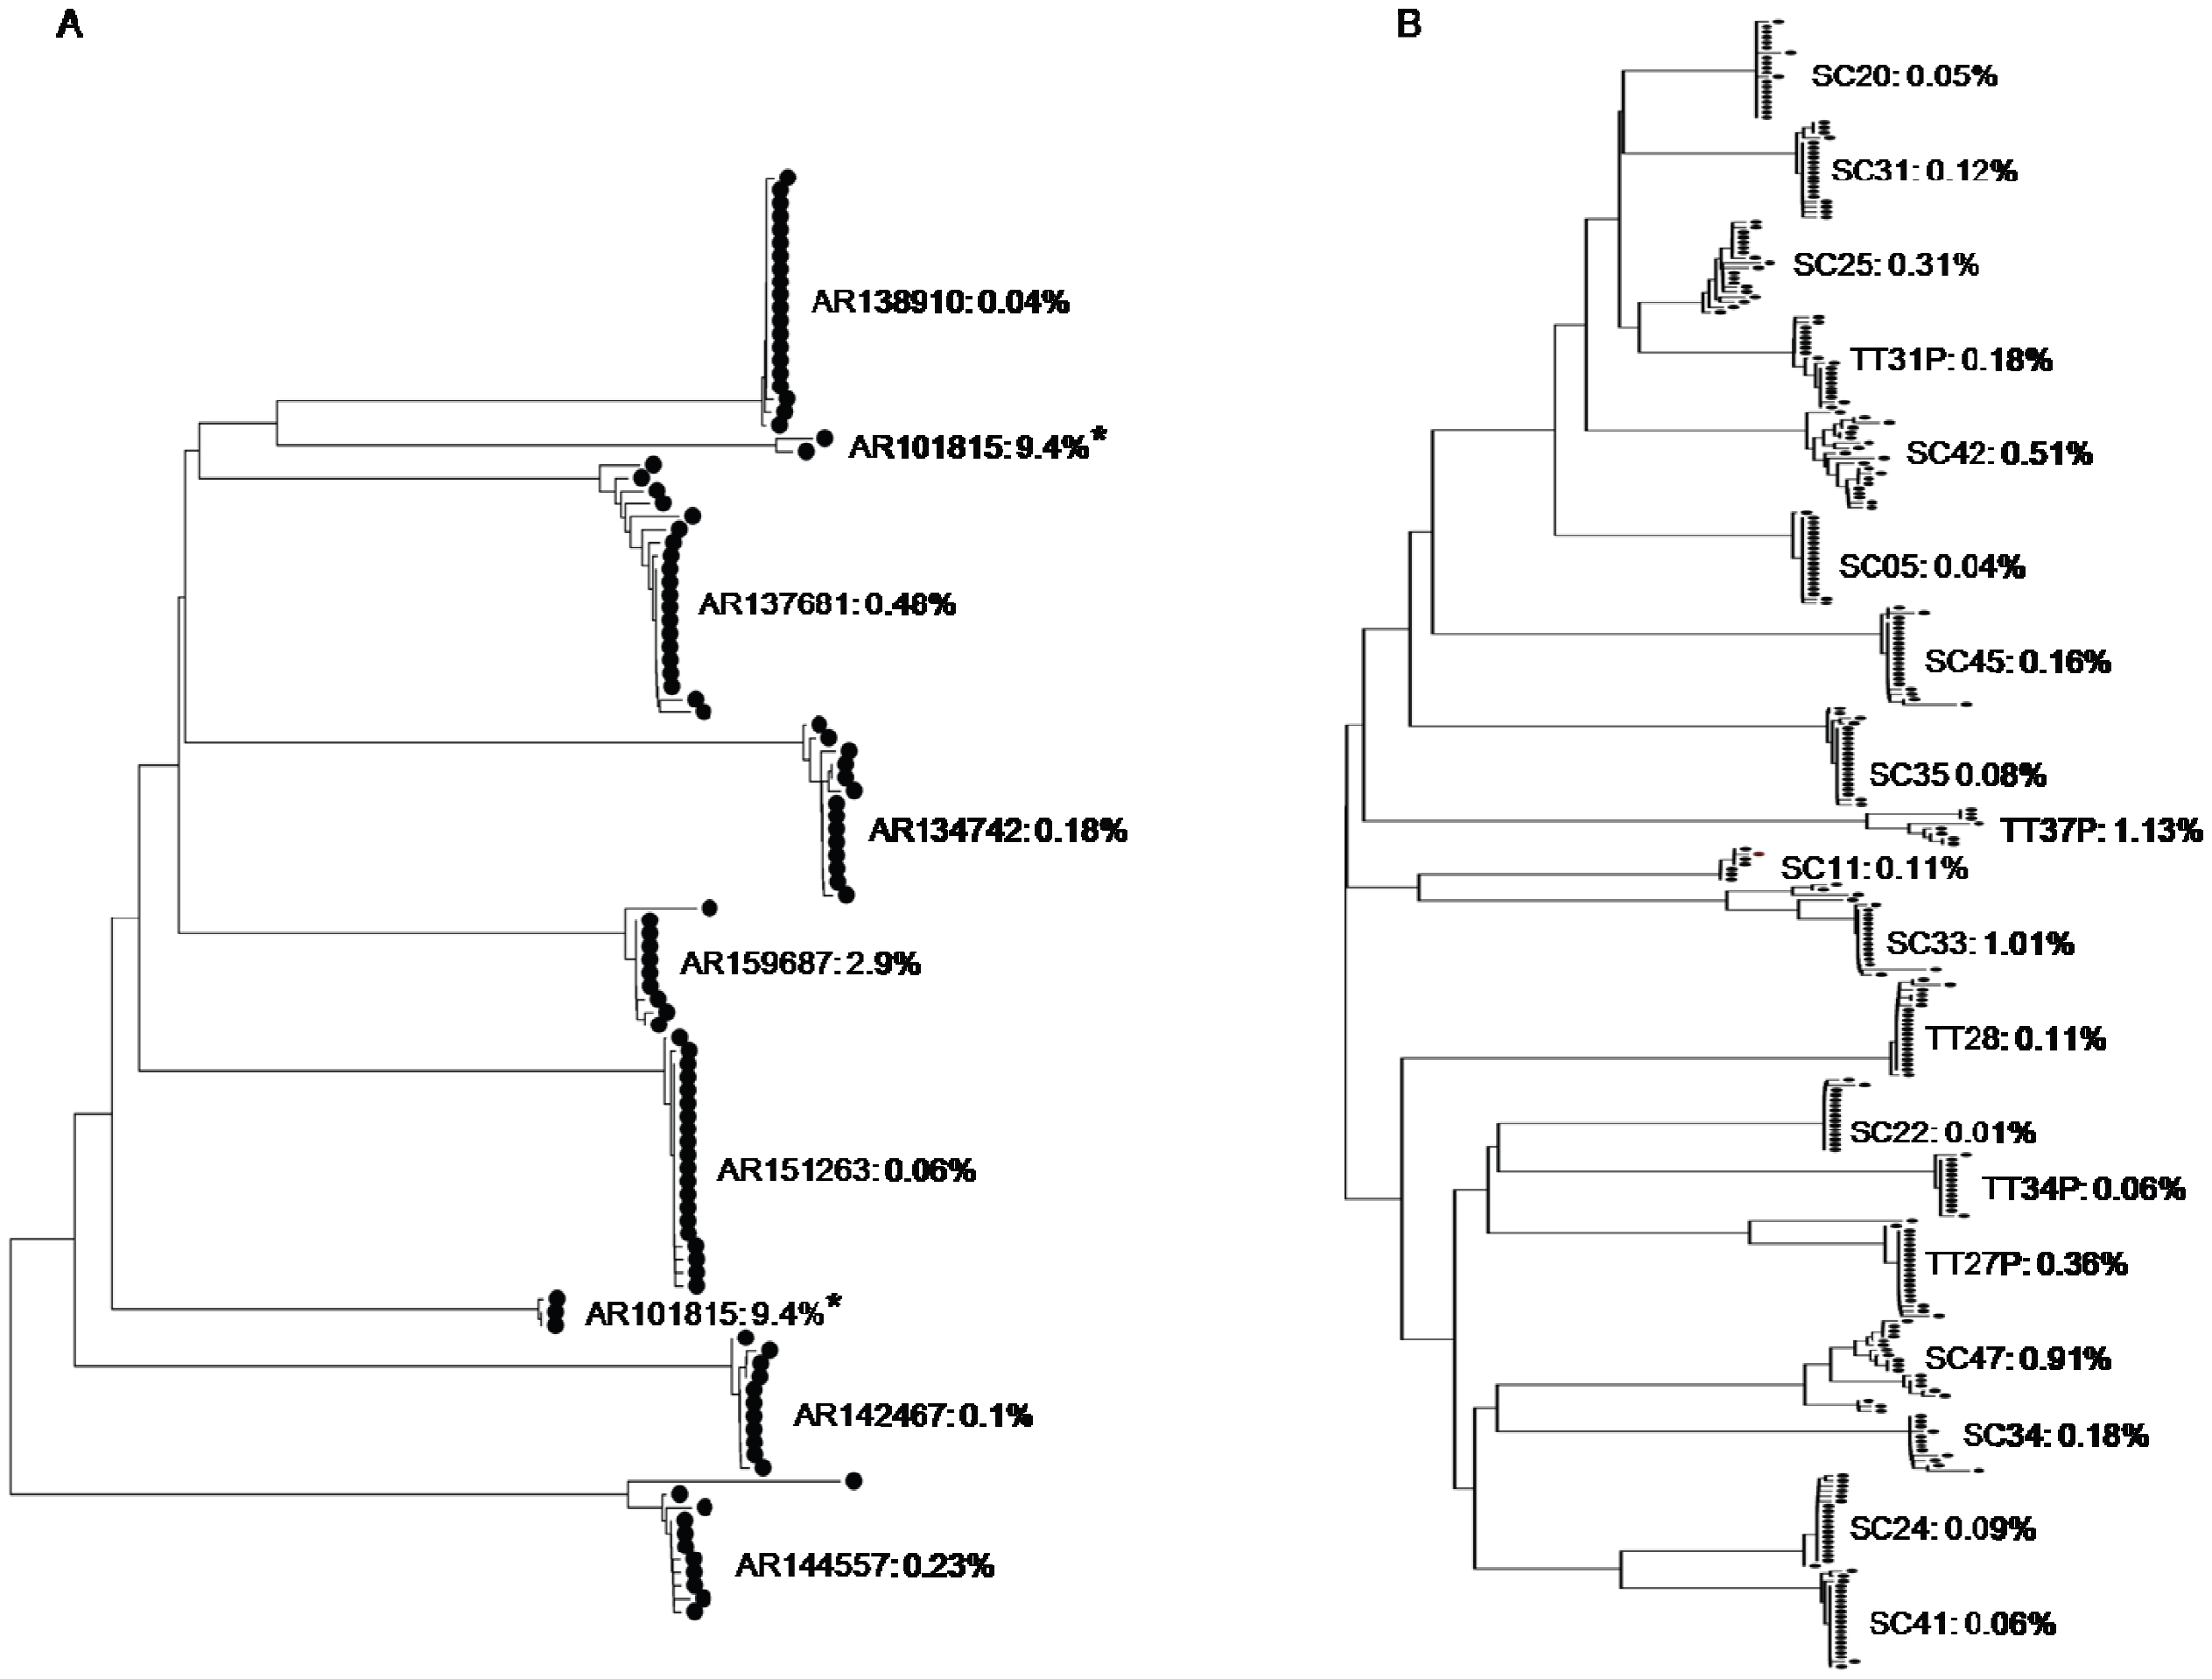 A
AR138910: 0.04%
AR101815: 9.4%*
AR137681: 0.48%
AR134742: 0.18%
AR159687: 2.9%
AR151263: 0.06%
AR101815: 9.4%*
AR142467: 0.1%
AR144557: 0.23%
B
SC20: 0.05%
SC31: 0.12%
SC25: 0.31%
TT31P: 0.18%
SC42: 0.51%
SC05: 0.04%
SC45: 0.16%
SC35 0.08%
TT37P: 1.13%
SC11: 0.11%
SC33: 1.01%
TT28: 0.11%
SC22: 0.01%
TT34P: 0.06%
TT27P: 0.36%
SC47: 0.91%
SC34: 0.18%
SC24: 0.09%
SC41: 0.06%